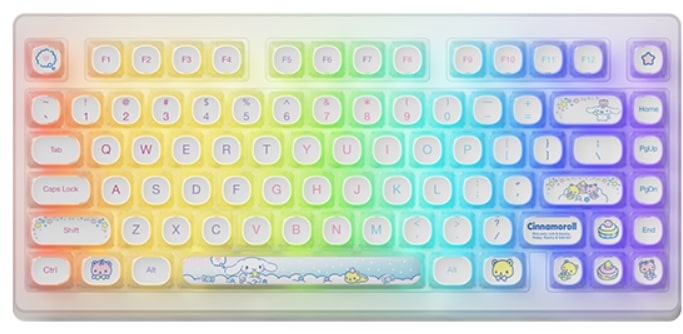 F1 F2 F3 F4 F5 F6 F7 F8 F9 F10 F11 F12
~ ! @ # $ % ^ & * ( ) — +
` 1 2 3 4 5 6 7 8 9 0 - = Home
Tab Q W E R T Y U I O P [ ] \ PgUp
Caps Lock A S D F G H J K L ; ' PgDn
Shift Z X C V B N M < > ? / Cinnamoroll End
Ctrl Alt Alt